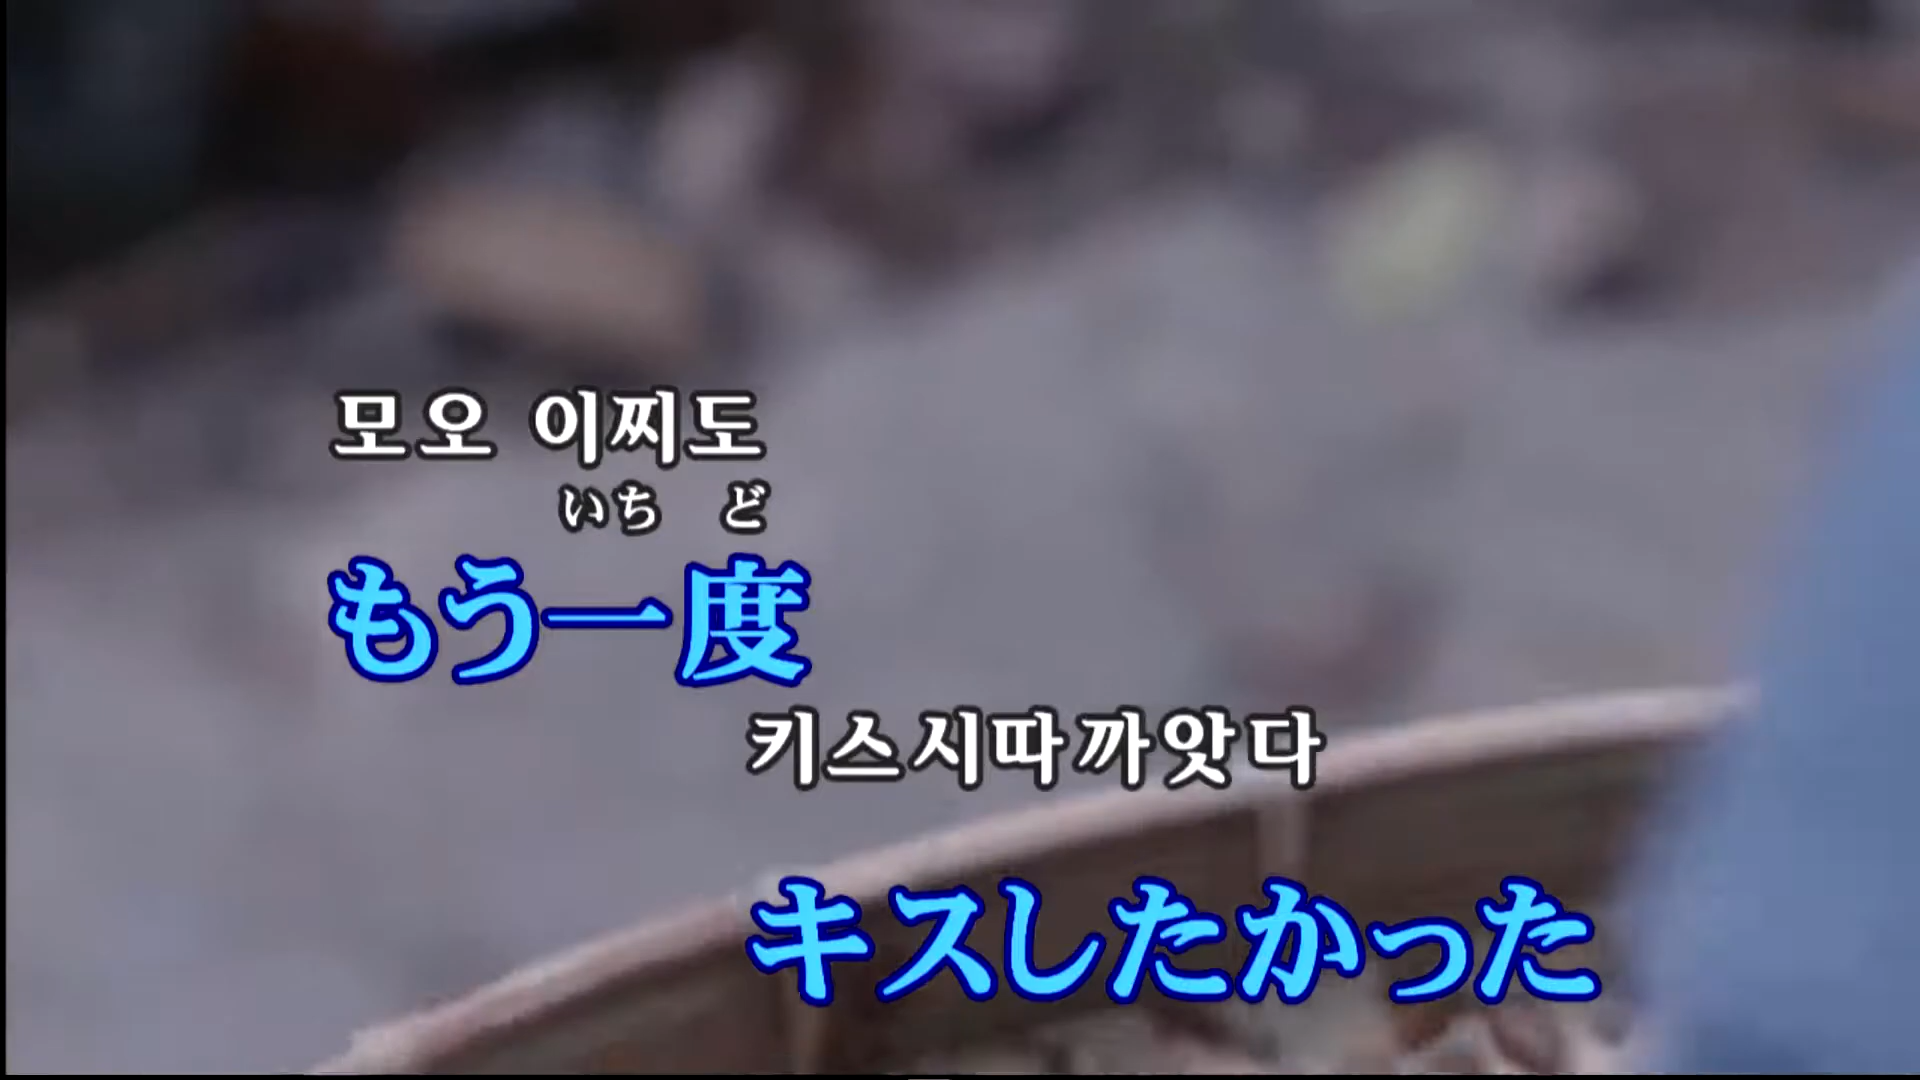 모오 이찌도
いち ど
もう一度
키스시따까앗다
キスしたかった